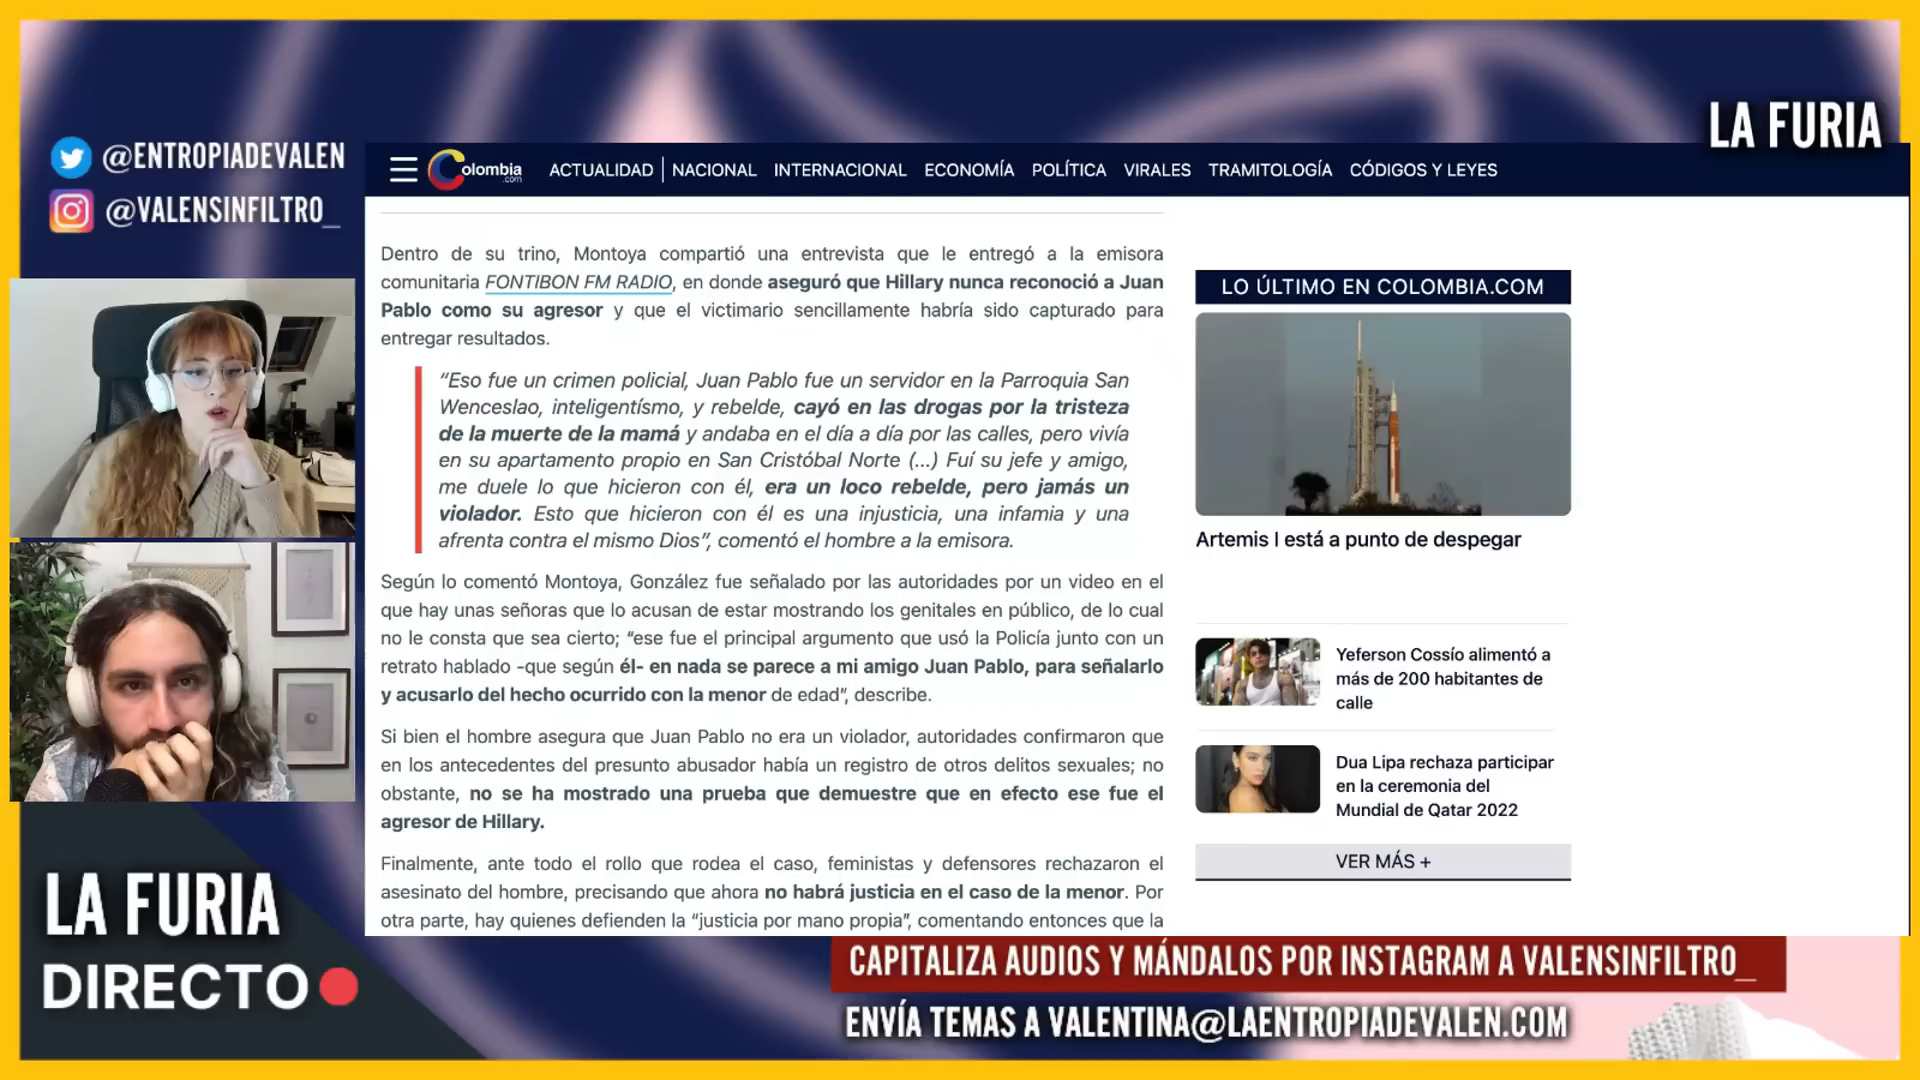 LA FURIA
@ENTROPIADEVALEN
@VALENSINFILTRO_
Colombia
.com
ACTUALIDAD
NACIONAL
INTERNACIONAL
ECONOMÍA
POLÍTICA
VIRALES
TRAMITOLOGÍA
CÓDIGOS Y LEYES
Dentro de su trino, Montoya compartió una entrevista que le entregó a la emisora
comunitaria FONTIBON FM RADIO, en donde aseguró que Hillary nunca reconoció a Juan
Pablo como su agresor y que el victimario sencillamente habría sido capturado para
entregar resultados.
“Eso fue un crimen policial, Juan Pablo fue un servidor en la Parroquia San
Wenceslao, inteligentísmo, y rebelde, cayó en las drogas por la tristeza
de la muerte de la mamá y andaba en el día a día por las calles, pero vivía
en su apartamento propio en San Cristóbal Norte (...) Fuí su jefe y amigo,
me duele lo que hicieron con él, era un loco rebelde, pero jamás un
violador. Esto que hicieron con él es una injusticia, una infamia y una
afrenta contra el mismo Dios”, comentó el hombre a la emisora.
Según lo comentó Montoya, González fue señalado por las autoridades por un video en el
que hay unas señoras que lo acusan de estar mostrando los genitales en público, de lo cual
no le consta que sea cierto; “ese fue el principal argumento que usó la Policía junto con un
retrato hablado -que según él- en nada se parece a mi amigo Juan Pablo, para señalarlo
y acusarlo del hecho ocurrido con la menor de edad”, describe.
Si bien el hombre asegura que Juan Pablo no era un violador, autoridades confirmaron que
en los antecedentes del presunto abusador había un registro de otros delitos sexuales; no
obstante, no se ha mostrado una prueba que demuestre que en efecto ese fue el
agresor de Hillary.
Finalmente, ante todo el rollo que rodea el caso, feministas y defensores rechazaron el
asesinato del hombre, precisando que ahora no habrá justicia en el caso de la menor. Por
otra parte, hay quienes defienden la “justicia por mano propia”, comentando entonces que la
LO ÚLTIMO EN COLOMBIA.COM
Artemis I está a punto de despegar
Yeferson Cossío alimentó a
más de 200 habitantes de
calle
Dua Lipa rechaza participar
en la ceremonia del
Mundial de Qatar 2022
VER MÁS +
LA FURIA
DIRECTO
CAPITALIZA AUDIOS Y MÁNDALOS POR INSTAGRAM A VALENSINFILTRO_
ENVÍA TEMAS A VALENTINA@LAENTROPIADEVALEN.COM